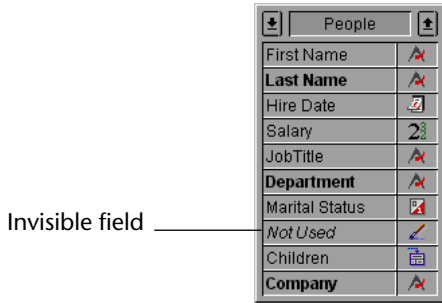 People
First Name
Last Name
Hire Date
Salary
JobTitle
Department
Marital Status
Invisible field
Not Used
Children
Company